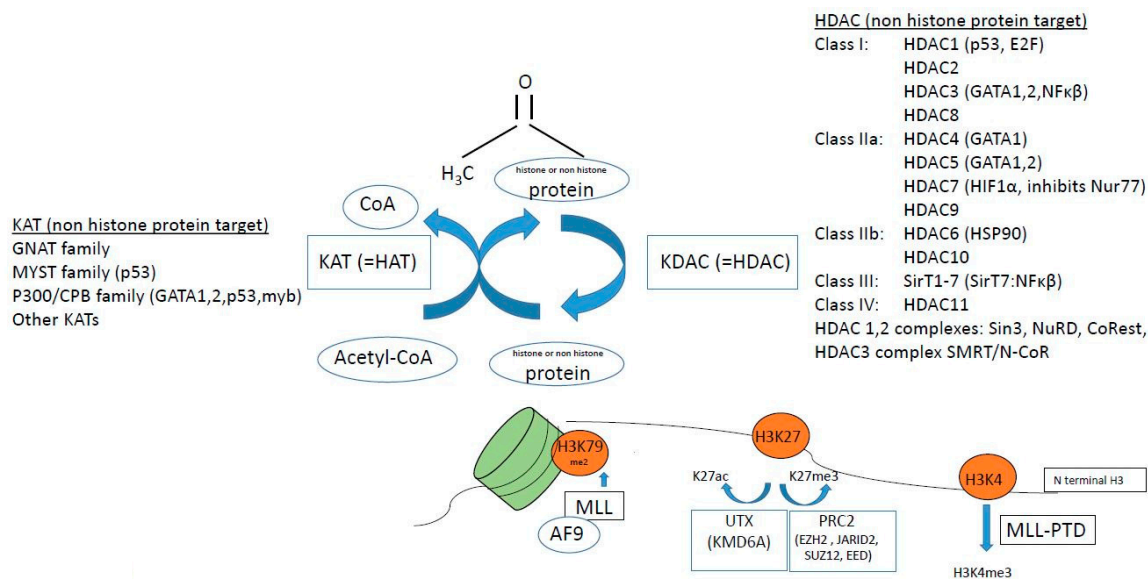 HDAC (non histone protein target)
Class I: HDAC1 (p53, E2F)
HDAC2
HDAC3 (GATA1,2,NFκβ)
HDAC8
Class IIa: HDAC4 (GATA1)
HDAC5 (GATA1,2)
HDAC7 (HIF1α, inhibits Nur77)
HDAC9
Class IIb: HDAC6 (HSP90)
HDAC10
Class III: SirT1-7 (SirT7:NFκβ)
Class IV: HDAC11
HDAC 1,2 complexes: Sin3, NuRD, CoRest,
HDAC3 complex SMRT/N-CoR
O
H3C
histone or non histone
protein
CoA
KAT (=HAT)
KDAC (=HDAC)
Acetyl-CoA
histone or non histone
protein
KAT (non histone protein target)
GNAT family
MYST family (p53)
P300/CPB family (GATA1,2,p53,myb)
Other KATs
H3K79
me2
MLL
AF9
H3K27
K27ac
K27me3
UTX
(KMD6A)
PRC2
(EZH2 , JARID2,
SUZ12, EED)
H3K4
N terminal H3
MLL-PTD
H3K4me3